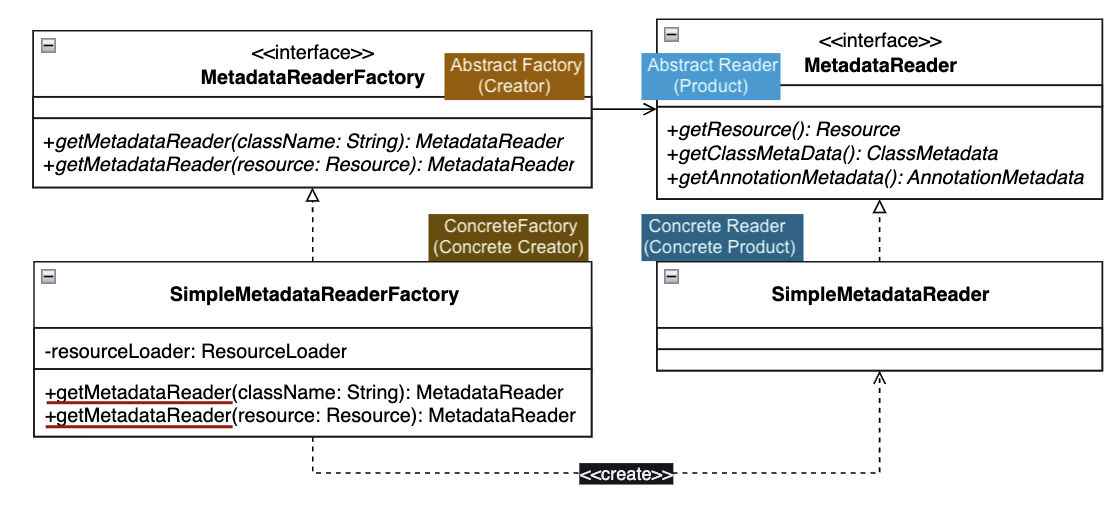 <<interface>>
MetadataReaderFactory
Abstract Factory
(Creator)
+getMetadataReader(className: String): MetadataReader
+getMetadataReader(resource: Resource): MetadataReader
Abstract Reader
(Product)
<<interface>>
MetadataReader
+getResource(): Resource
+getClassMetaData(): ClassMetadata
+getAnnotationMetadata(): AnnotationMetadata
ConcreteFactory
(Concrete Creator)
SimpleMetadataReaderFactory
-resourceLoader: ResourceLoader
+getMetadataReader(className: String): MetadataReader
+getMetadataReader(resource: Resource): MetadataReader
Concrete Reader
(Concrete Product)
SimpleMetadataReader
<<create>>